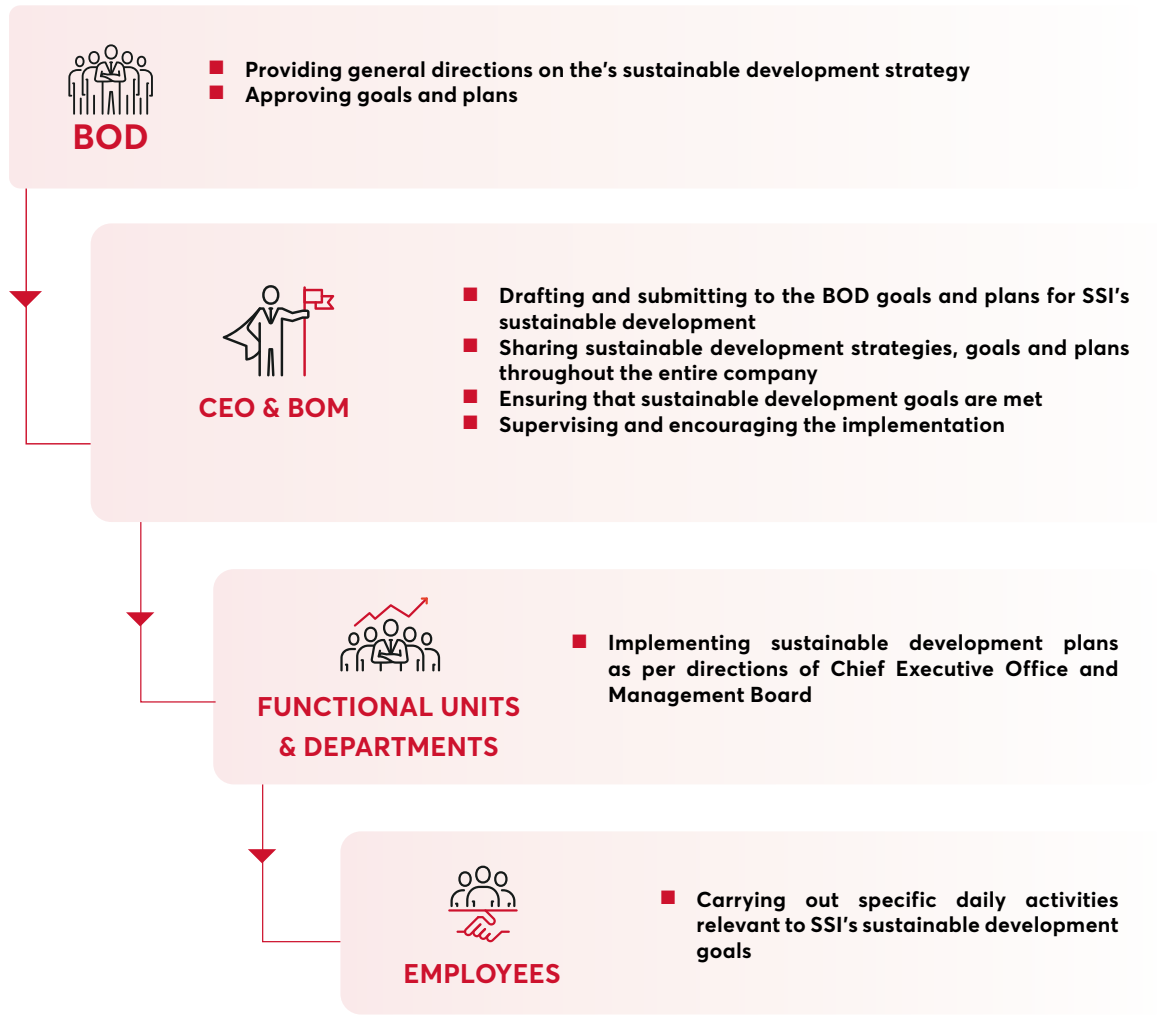 BOD
■ Providing general directions on the's sustainable development strategy
■ Approving goals and plans
CEO & BOM
■ Drafting and submitting to the BOD goals and plans for SSI's
sustainable development
■ Sharing sustainable development strategies, goals and plans
throughout the entire company
■ Ensuring that sustainable development goals are met
■ Supervising and encouraging the implementation
FUNCTIONAL UNITS
& DEPARTMENTS
■ Implementing sustainable development plans
as per directions of Chief Executive Office and
Management Board
EMPLOYEES
■ Carrying out specific daily activities
relevant to SSI's sustainable development
goals